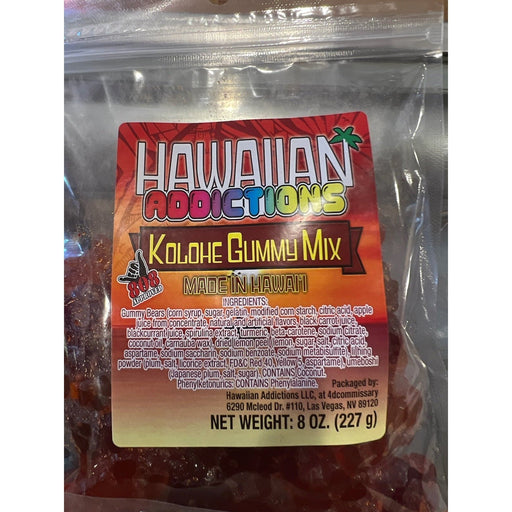 HAWAIIAN
ADDICTIONS
KOLOHE GUMMY MIX
808
APPROVED
MADE IN HAWAI'I
INGREDIENTS:
Gummy Bears (corn syrup, sugar, gelatin, modified corn starch, citric acid, apple
juice from concentrate, natural and artificial flavors, black carrot juice,
blackcurrant juice, spirulina extract, turmeric, beta-carotene, sodium citrate,
coconut oil, carnauba wax), dried lemon peel (lemon, sugar, salt, citric acid,
aspartame, sodium saccharin, sodium benzoate, sodium metabisulfite), li hing
powder (plum, salt, licorice extract, FD&C Red 40, Yellow 5, aspartame), umeboshi
(Japanese plum, salt, sugar). CONTAINS Coconut.
Phenylketonurics: CONTAINS Phenylalanine.
Packaged by:
Hawaiian Addictions LLC, at 4dcommissary
6290 Mcleod Dr. #110, Las Vegas, NV 89120
NET WEIGHT: 8 OZ. (227 g)